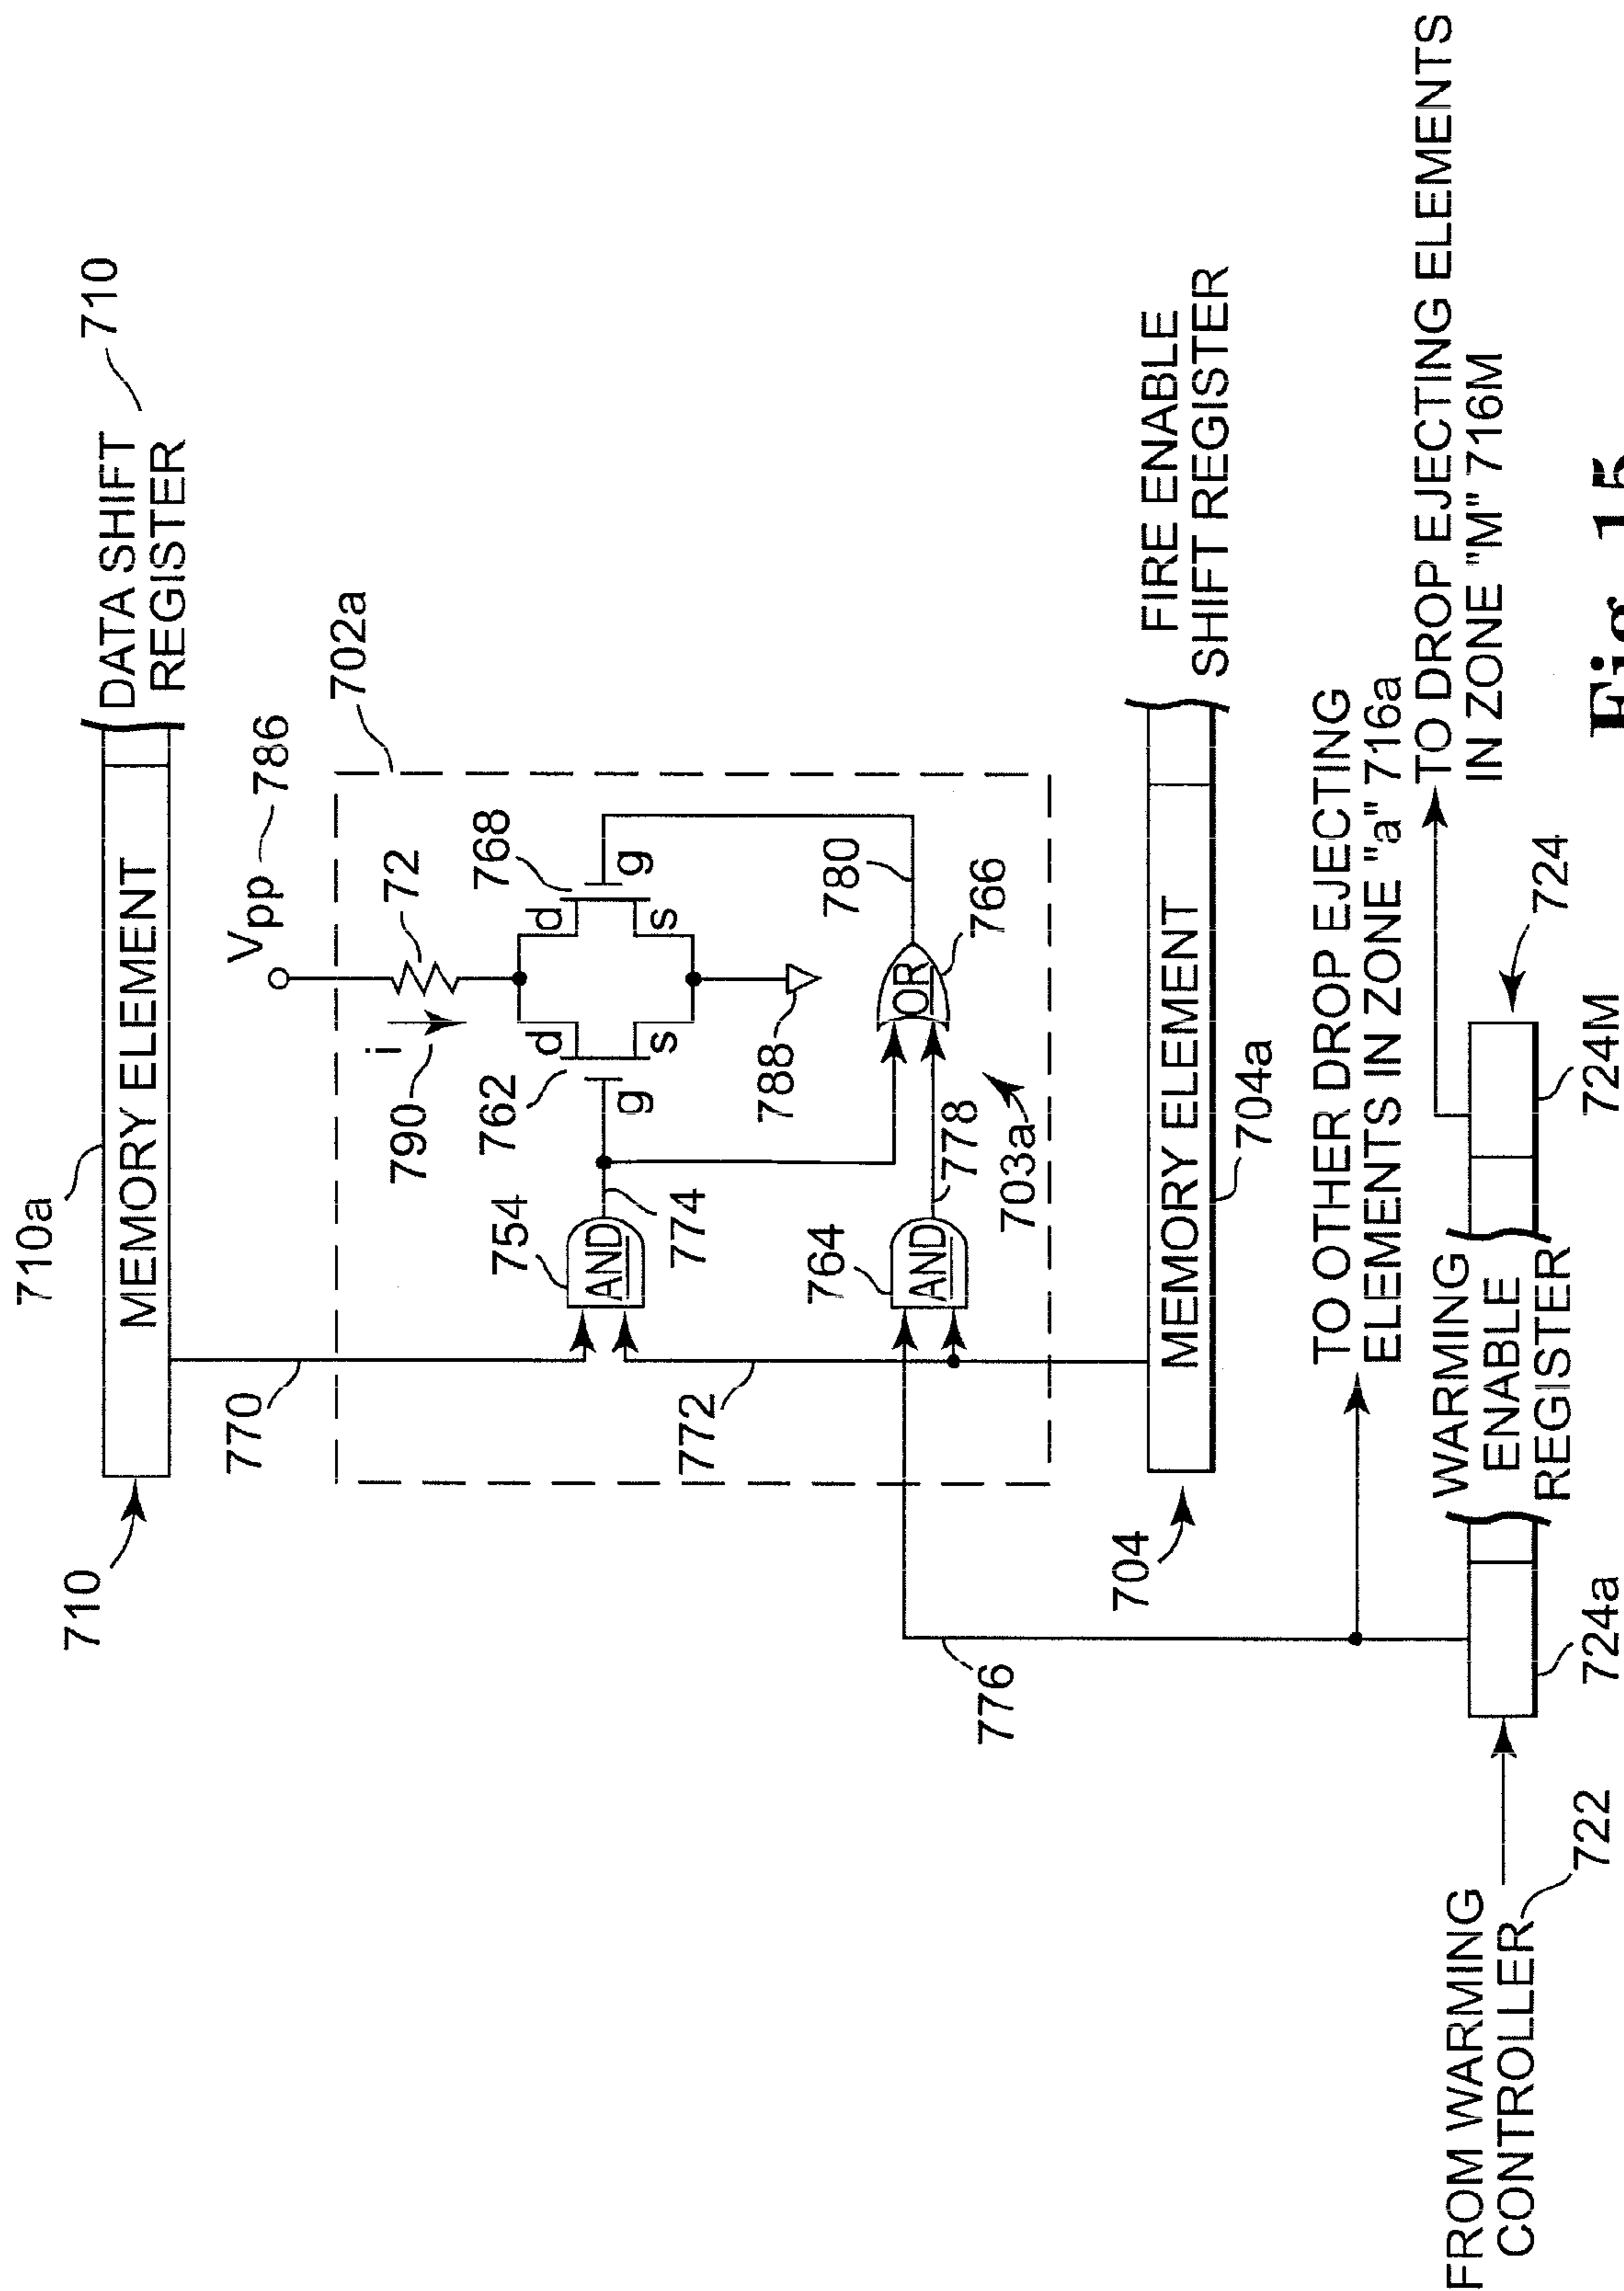 710a
710
MEMORY ELEMENT
DATA SHIFT
REGISTER
710
770
Vpp
786
702a
i
790
72
762
d
d
768
g
s
s
g
754
AND
774
788
780
772
764
AND
778
OR
766
703a
776
704
MEMORY ELEMENT
704a
FIRE ENABLE
SHIFT REGISTER
TO OTHER DROP EJECTING
ELEMENTS IN ZONE "a" 716a
TO DROP EJECTING ELEMENTS
IN ZONE "M" 716M
FROM WARMING
CONTROLLER
722
724a
WARMING
ENABLE
REGISTER
724M
724
Fig. 15